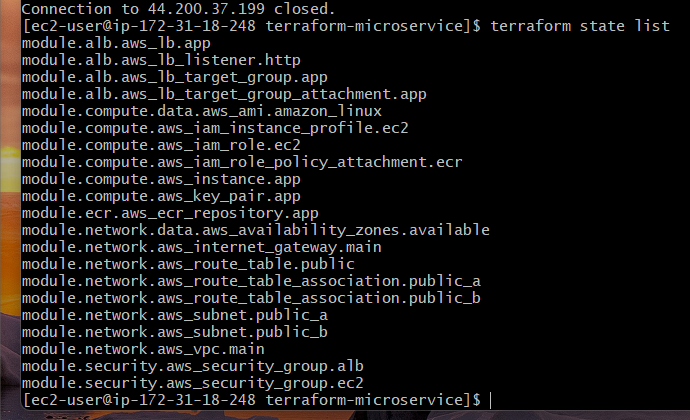 Connection to 44.200.37.199 closed.
[ec2-user@ip-172-31-18-248 terraform-microservice]$ terraform state list
module.alb.aws_lb.app
module.alb.aws_lb_listener.http
module.alb.aws_lb_target_group.app
module.alb.aws_lb_target_group_attachment.app
module.compute.data.aws_ami.amazon_linux
module.compute.aws_iam_instance_profile.ec2
module.compute.aws_iam_role.ec2
module.compute.aws_iam_role_policy_attachment.ecr
module.compute.aws_instance.app
module.compute.aws_key_pair.app
module.ecr.aws_ecr_repository.app
module.network.data.aws_availability_zones.available
module.network.aws_internet_gateway.main
module.network.aws_route_table.public
module.network.aws_route_table_association.public_a
module.network.aws_route_table_association.public_b
module.network.aws_subnet.public_a
module.network.aws_subnet.public_b
module.network.aws_vpc.main
module.security.aws_security_group.alb
module.security.aws_security_group.ec2
[ec2-user@ip-172-31-18-248 terraform-microservice]$